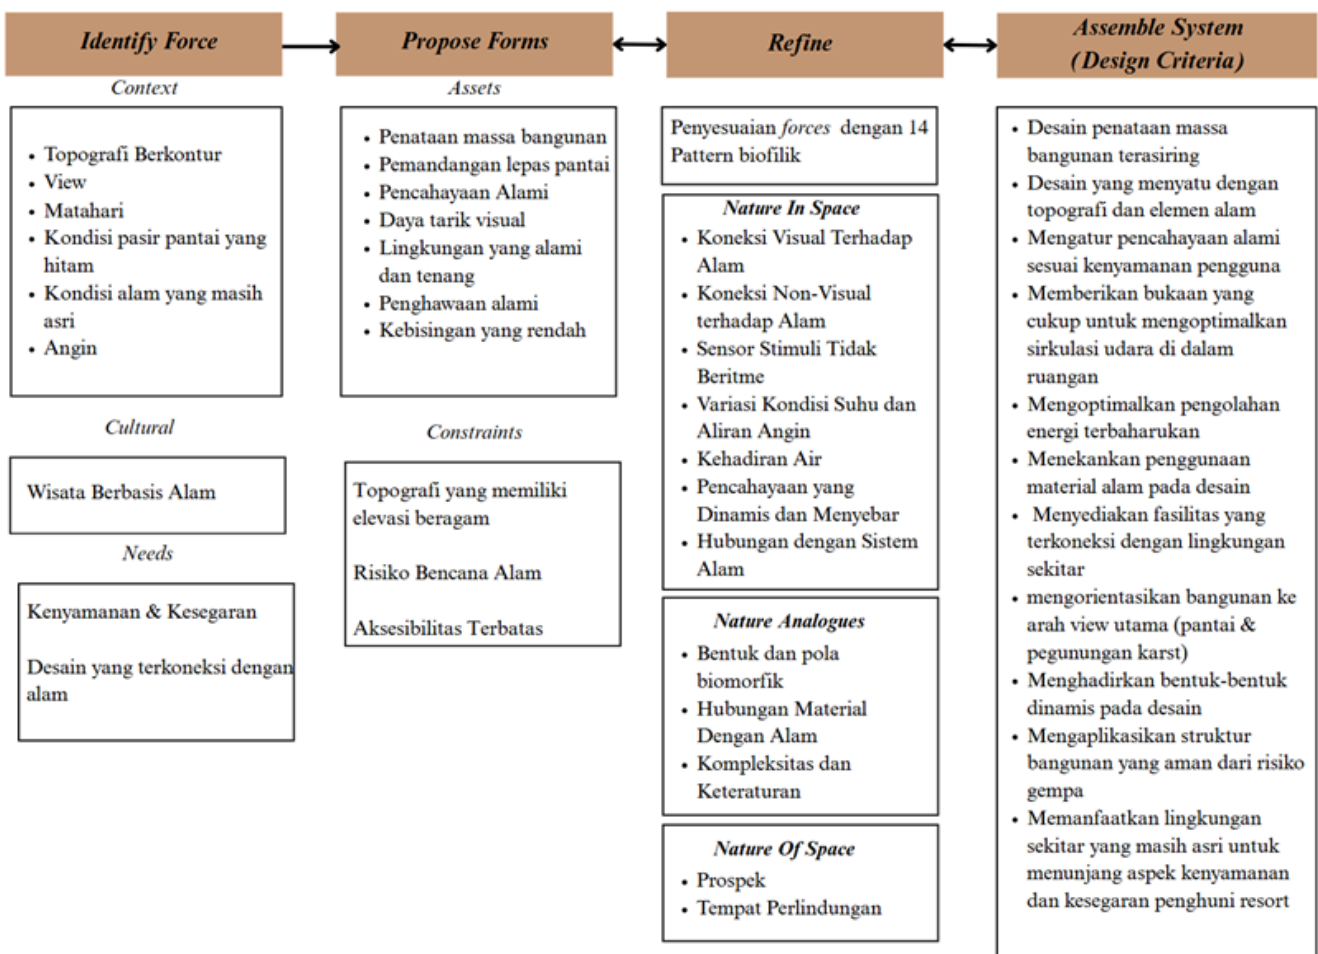 Identify Force
Propose Forms
Refine
Assemble System
(Design Criteria)
Context
• Topografi Berkontur
• View
• Matahari
• Kondisi pasir pantai yang
hitam
• Kondisi alam yang masih
asri
• Angin
Cultural
Wisata Berbasis Alam
Needs
Kenyamanan & Kesegaran
Desain yang terkoneksi dengan
alam
Assets
• Penataan massa bangunan
• Pemandangan lepas pantai
• Pencahayaan Alami
• Daya tarik visual
• Lingkungan yang alami
dan tenang
• Penghawaan alami
• Kebisingan yang rendah
Constraints
Topografi yang memiliki
elevasi beragam
Risiko Bencana Alam
Aksesibilitas Terbatas
Penyesuaian forces dengan 14
Pattern biofilik
Nature In Space
• Koneksi Visual Terhadap
Alam
• Koneksi Non-Visual
terhadap Alam
• Sensor Stimuli Tidak
Beritme
• Variasi Kondisi Suhu dan
Aliran Angin
• Kehadiran Air
• Pencahayaan yang
Dinamis dan Menyebar
• Hubungan dengan Sistem
Alam
Nature Analogues
• Bentuk dan pola
biomorfik
• Hubungan Material
Dengan Alam
• Kompleksitas dan
Keteraturan
Nature Of Space
• Prospek
• Tempat Perlindungan
• Desain penataan massa
bangunan terasiring
• Desain yang menyatu dengan
topografi dan elemen alam
• Mengatur pencahayaan alami
sesuai kenyamanan pengguna
• Memberikan bukaan yang
cukup untuk mengoptimalkan
sirkulasi udara di dalam
ruangan
• Mengoptimalkan pengolahan
energi terbaharukan
• Menekankan penggunaan
material alam pada desain
• Menyediakan fasilitas yang
terkoneksi dengan lingkungan
sekitar
• mengorientasikan bangunan ke
arah view utama (pantai &
pegunungan karst)
• Menghadirkan bentuk-bentuk
dinamis pada desain
• Mengaplikasikan struktur
bangunan yang aman dari risiko
gempa
• Memanfaatkan lingkungan
sekitar yang masih asri untuk
menunjang aspek kenyamanan
dan kesegaran penghuni resort